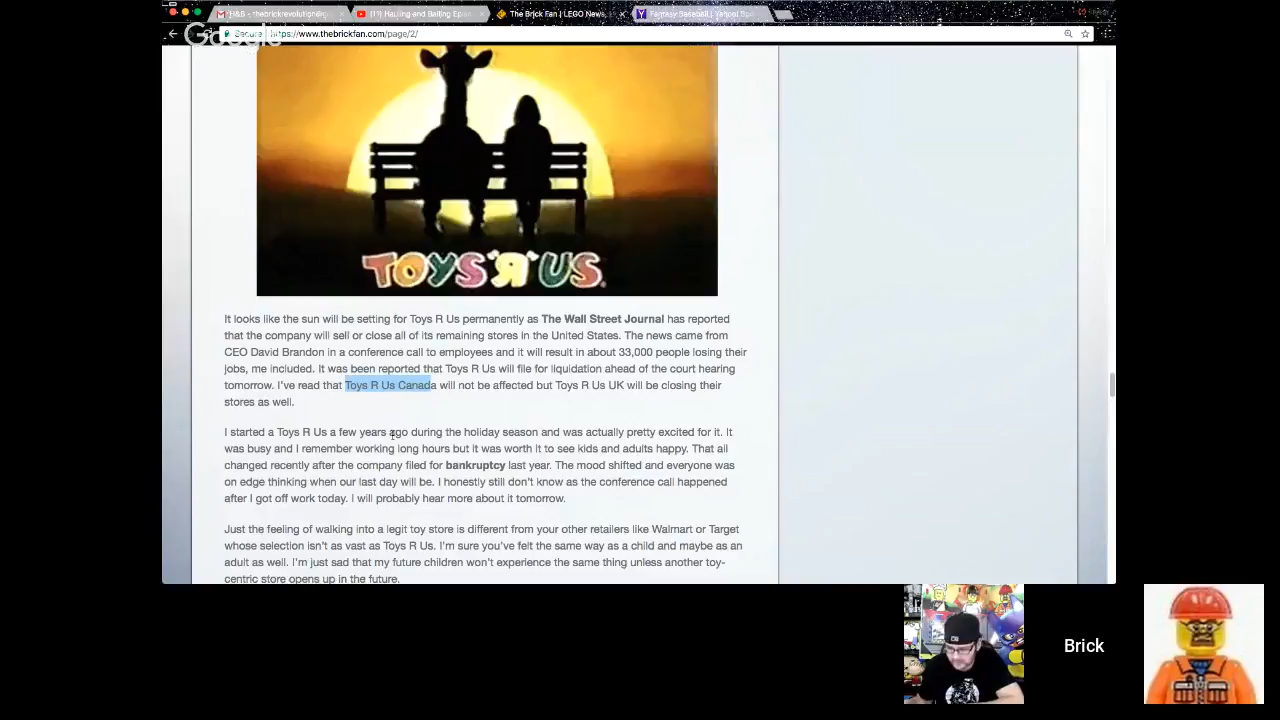 H&S - thebrickrevolution@g
Hauling and Bailing Epis
The Brick Fan | LEGO News,
Fantasy Baseball | Yahoo! Spo
Google
Secure
https://www.thebrickfan.com/page/2/
TOYS "R" US
It looks like the sun will be setting for Toys R Us permanently as The Wall Street Journal has reported
that the company will sell or close all of its remaining stores in the United States. The news came from
CEO David Brandon in a conference call to employees and it will result in about 33,000 people losing their
jobs, me included. It was been reported that Toys R Us will file for liquidation ahead of the court hearing
tomorrow. I've read that Toys R Us Canada will not be affected but Toys R Us UK will be closing their
stores as well.
I started a Toys R Us a few years ago during the holiday season and was actually pretty excited for it. It
was busy and I remember working long hours but it was worth it to see kids and adults happy. That all
changed recently after the company filed for bankruptcy last year. The mood shifted and everyone was
on edge thinking when our last day will be. I honestly still don't know as the conference call happened
after I got off work today. I will probably hear more about it tomorrow.
Just the feeling of walking into a legit toy store is different from your other retailers like Walmart or Target
whose selection isn't as vast as Toys R Us. I'm sure you've felt the same way as a child and maybe as an
adult as well. I'm just sad that my future children won't experience the same thing unless another toy-
centric store opens up in the future.
Brick